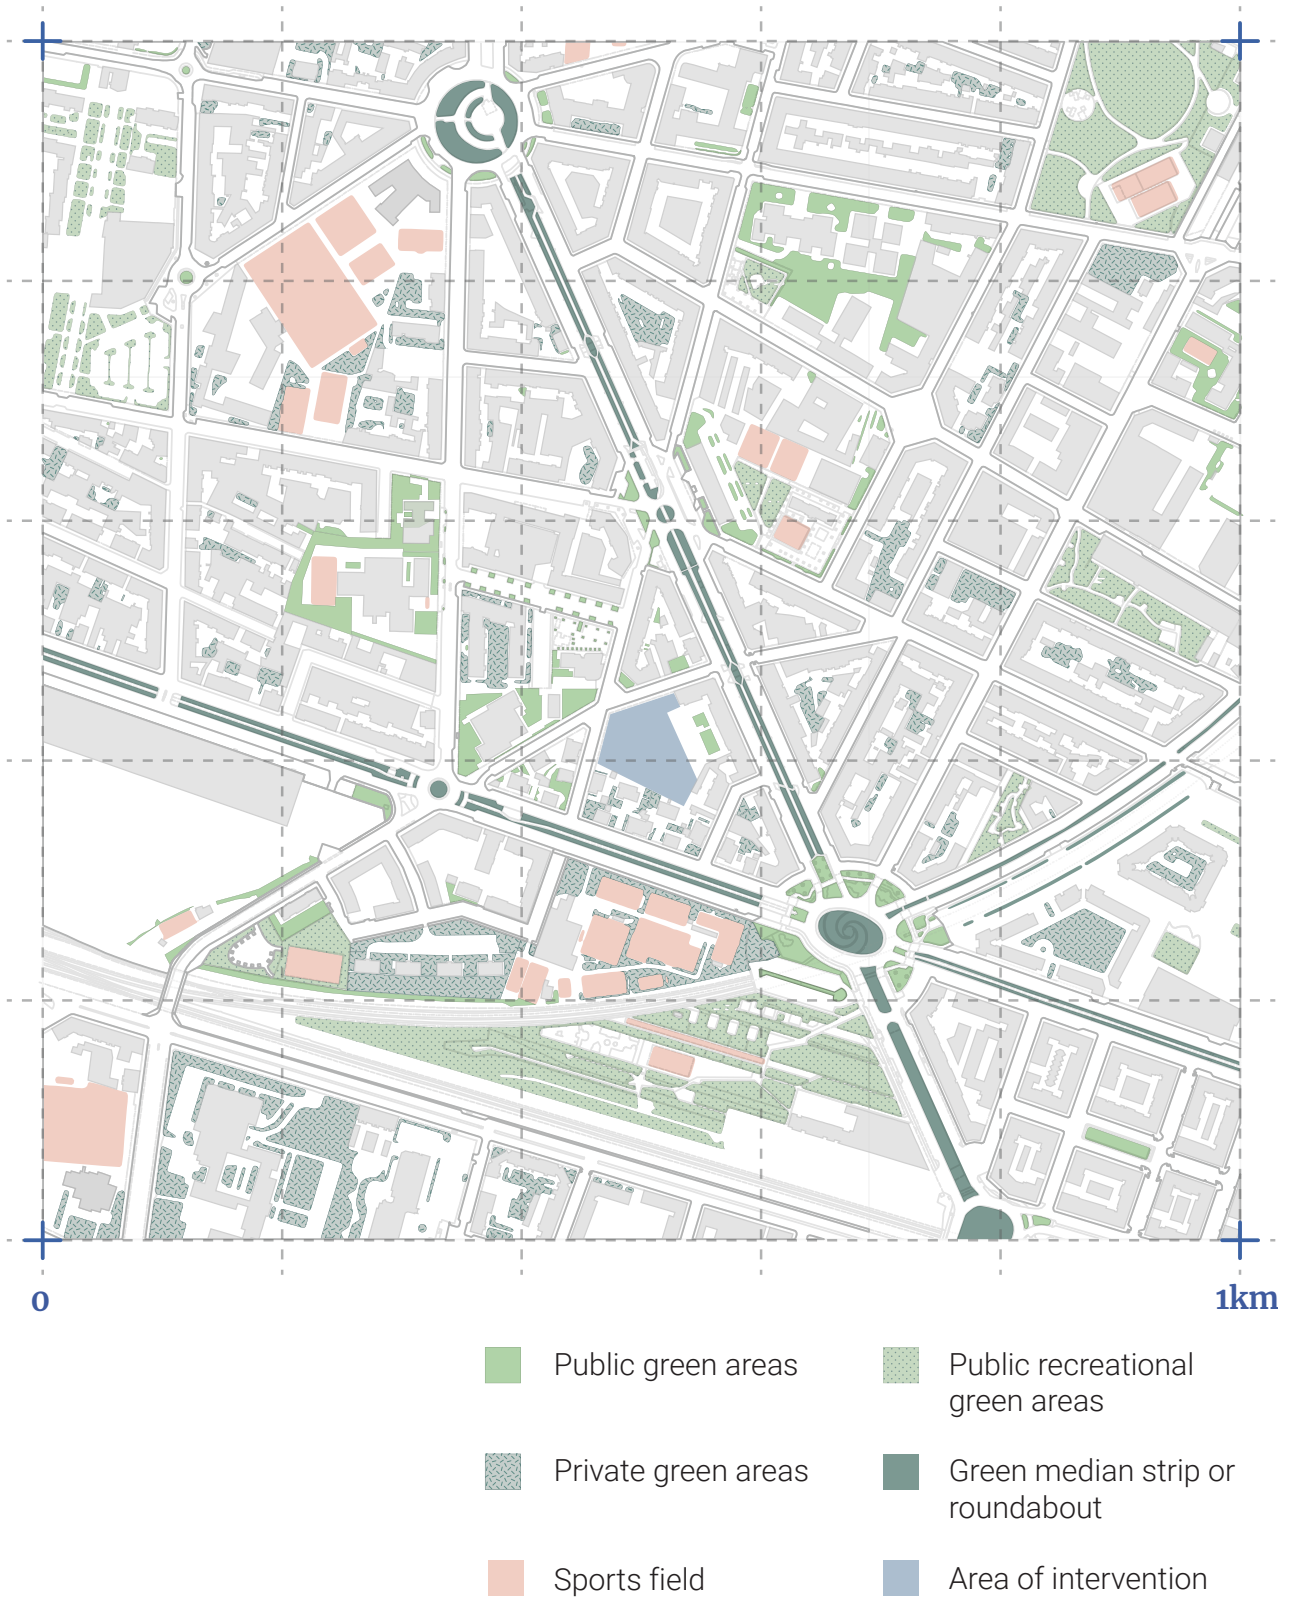 0
1km
Public green areas
Public recreational
green areas
Private green areas
Green median strip or
roundabout
Sports field
Area of intervention